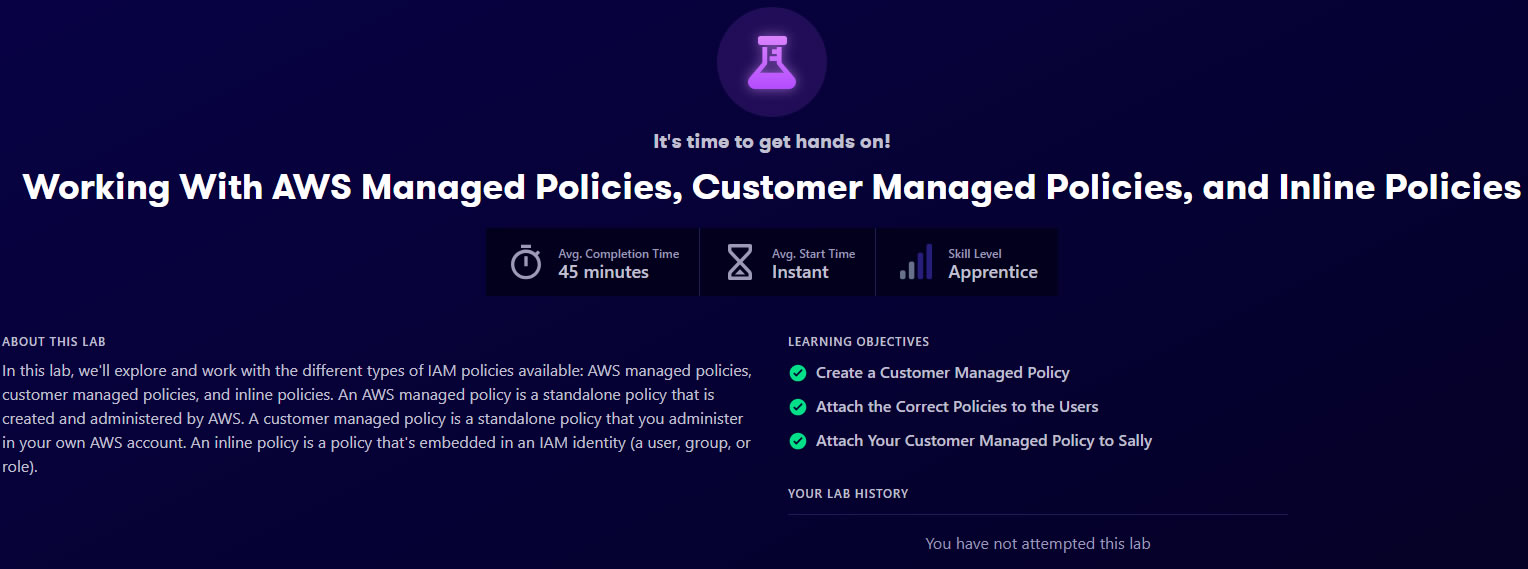 It's time to get hands on!
Working With AWS Managed Policies, Customer Managed Policies, and Inline Policies
Avg. Completion Time
45 minutes
Avg. Start Time
Instant
Skill Level
Apprentice
ABOUT THIS LAB
In this lab, we'll explore and work with the different types of IAM policies available: AWS managed policies,
customer managed policies, and inline policies. An AWS managed policy is a standalone policy that is
created and administered by AWS. A customer managed policy is a standalone policy that you administer
in your own AWS account. An inline policy is a policy that's embedded in an IAM identity (a user, group, or
role).
LEARNING OBJECTIVES
Create a Customer Managed Policy
Attach the Correct Policies to the Users
Attach Your Customer Managed Policy to Sally
YOUR LAB HISTORY
You have not attempted this lab